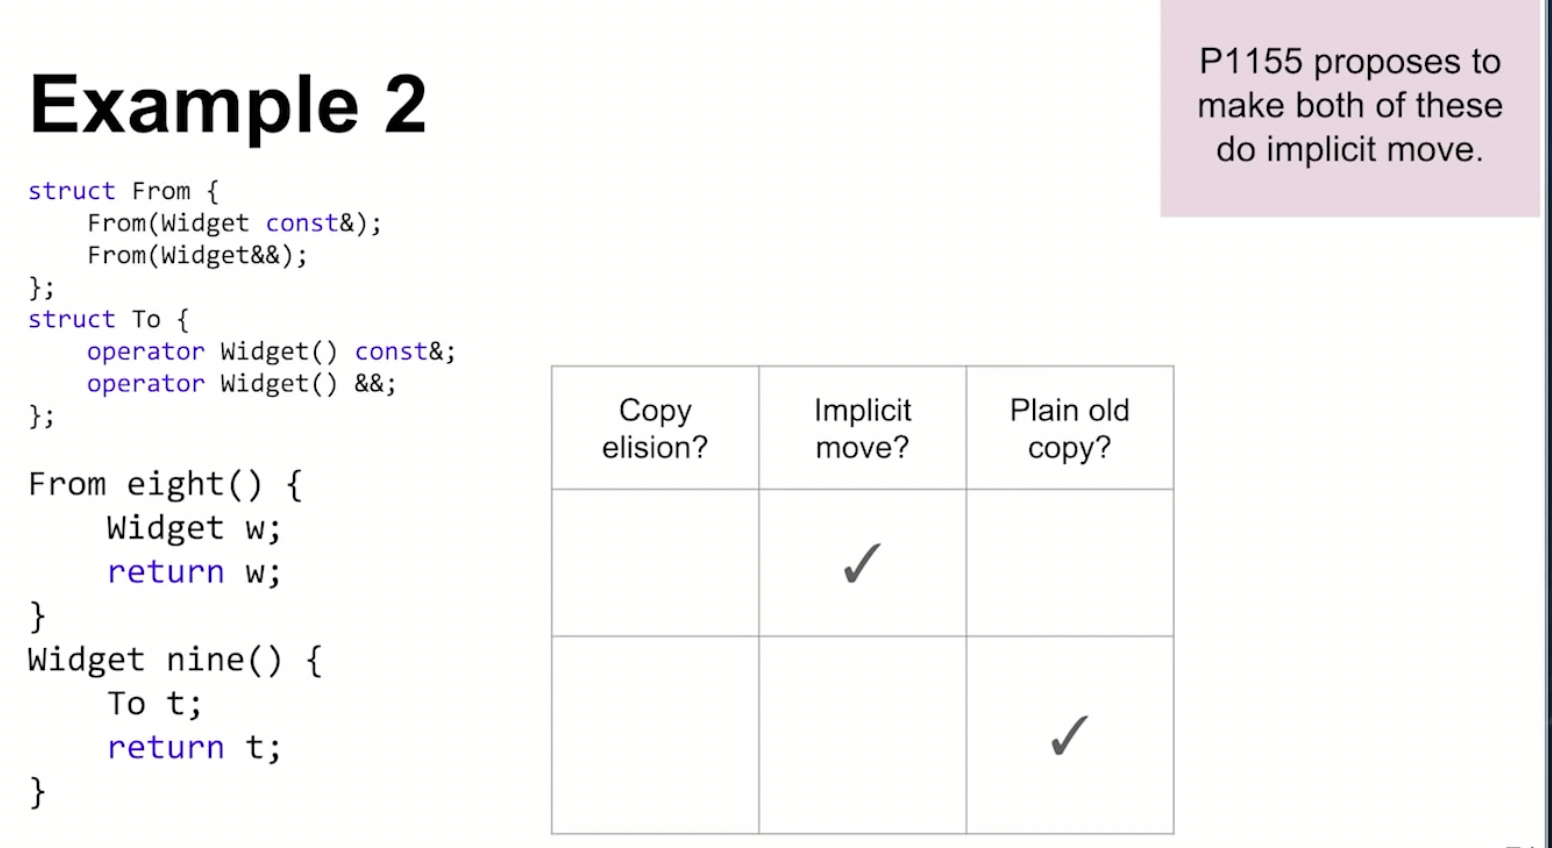 Example 2
P1155 proposes to
make both of these
do implicit move.
struct From {
    From(Widget const&);
    From(Widget&&);
};
struct To {
    operator Widget() const&;
    operator Widget() &&;
};
From eight() {
    Widget w;
    return w;
}
Widget nine() {
    To t;
    return t;
}
Copy
elision?
Implicit
move?
Plain old
copy?
✓
✓